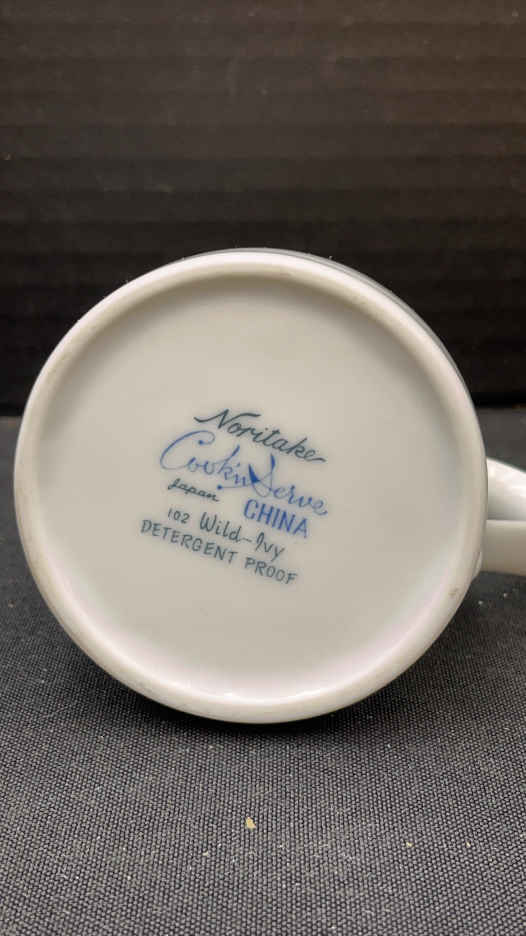 Noritake
Cook'n Serve
Japan CHINA
102 Wild-Ivy
DETERGENT PROOF